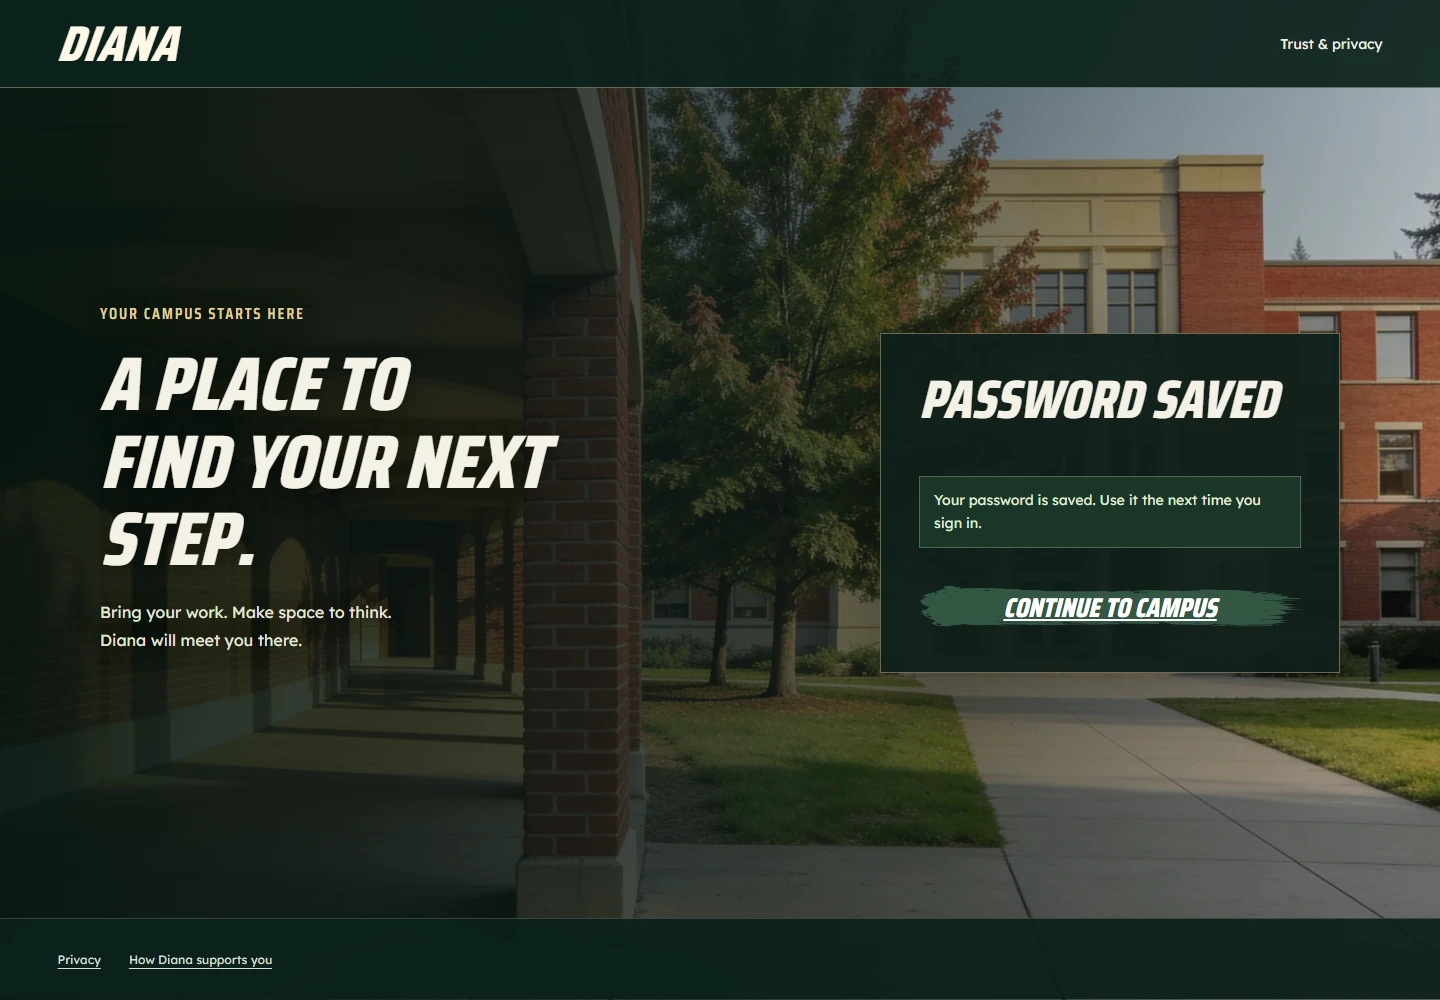 DIANA
Trust & privacy
YOUR CAMPUS STARTS HERE
A PLACE TO
FIND YOUR NEXT
STEP.
Bring your work. Make space to think.
Diana will meet you there.
PASSWORD SAVED
Your password is saved. Use it the next time you
sign in.
CONTINUE TO CAMPUS
Privacy
How Diana supports you